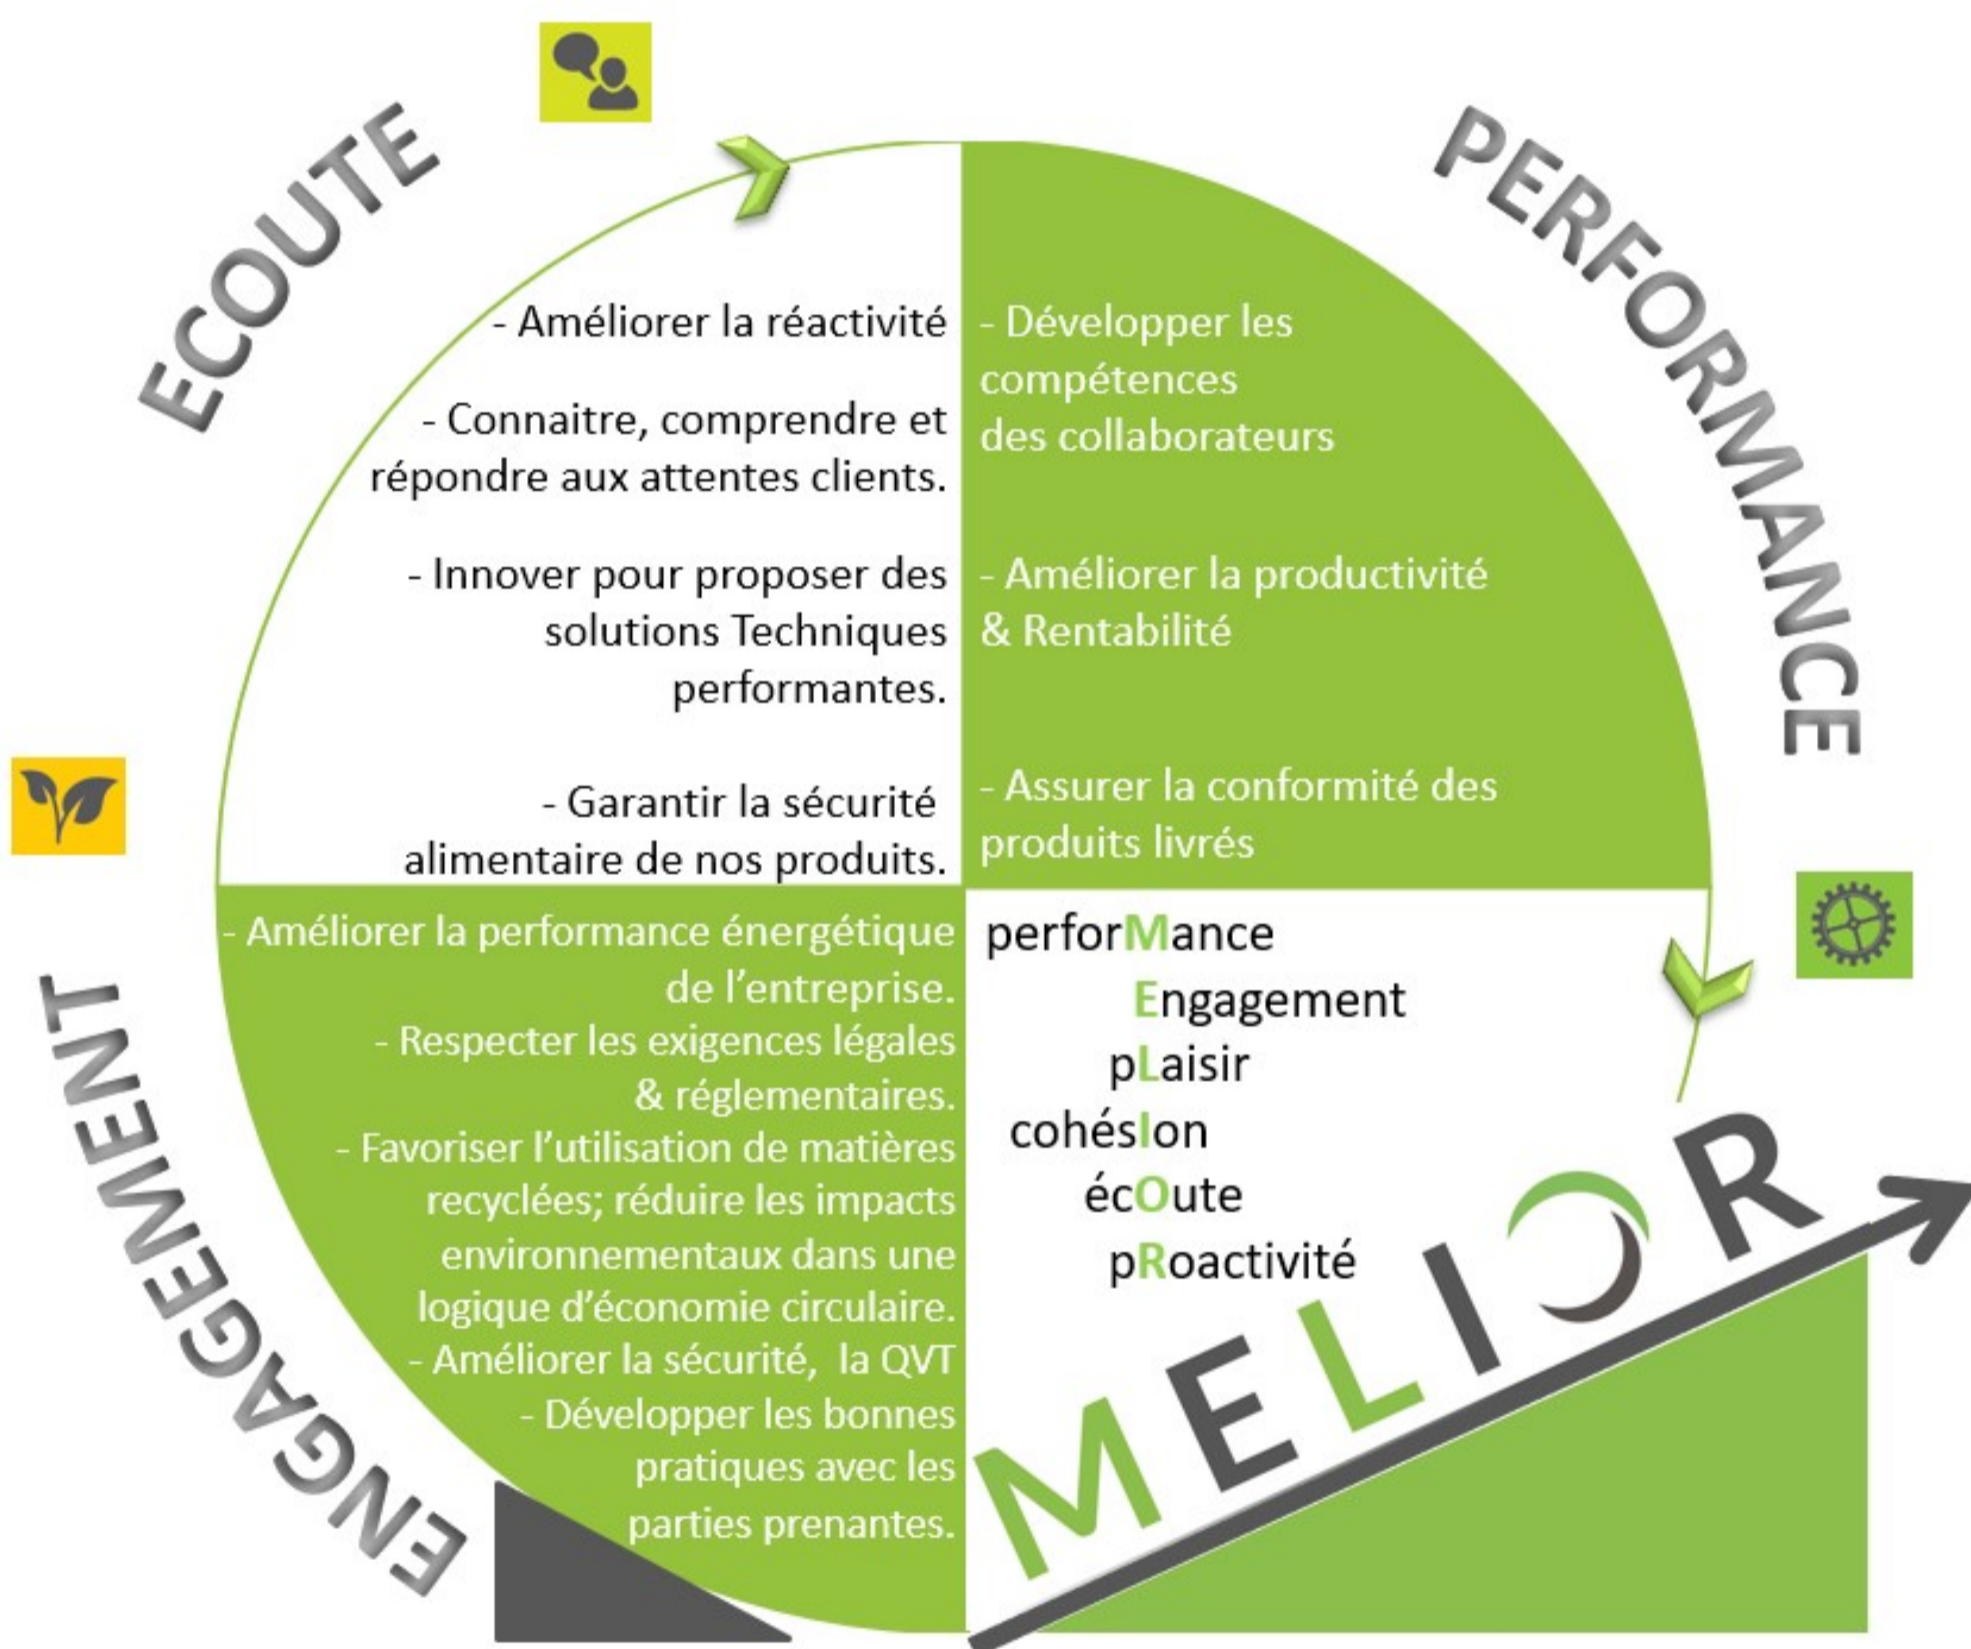 ECOUTE
- Améliorer la réactivité
- Connaitre, comprendre et
répondre aux attentes clients.
- Innover pour proposer des
solutions Techniques
performantes.
- Garantir la sécurité
alimentaire de nos produits.
PERFORMANCE
- Développer les
compétences
des collaborateurs
- Améliorer la productivité
& Rentabilité
- Assurer la conformité des
produits livrés
ENGAGEMENT
- Améliorer la performance énergétique
de l’entreprise.
- Respecter les exigences légales
& réglementaires.
- Favoriser l’utilisation de matières
recyclées; réduire les impacts
environnementaux dans une
logique d’économie circulaire.
- Améliorer la sécurité, la QVT
- Développer les bonnes
pratiques avec les
parties prenantes.
perforMance
Engagement
pLaisir
cohésIon
écOute
pRoactivité
MELIOR